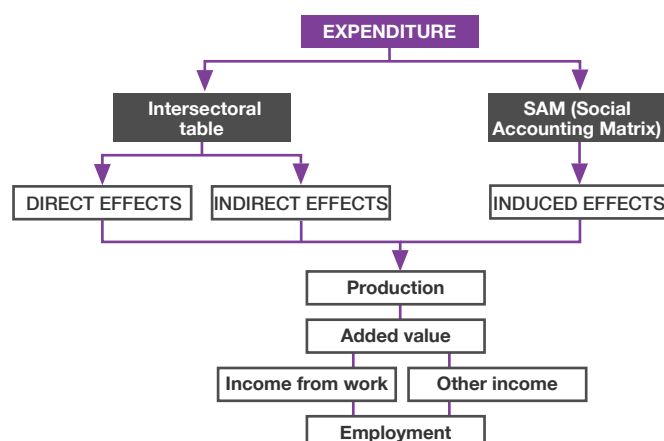 EXPENDITURE
Intersectoral
table
SAM (Social
Accounting Matrix)
DIRECT EFFECTS
INDIRECT EFFECTS
INDUCED EFFECTS
Production
Added value
Income from work
Other income
Employment